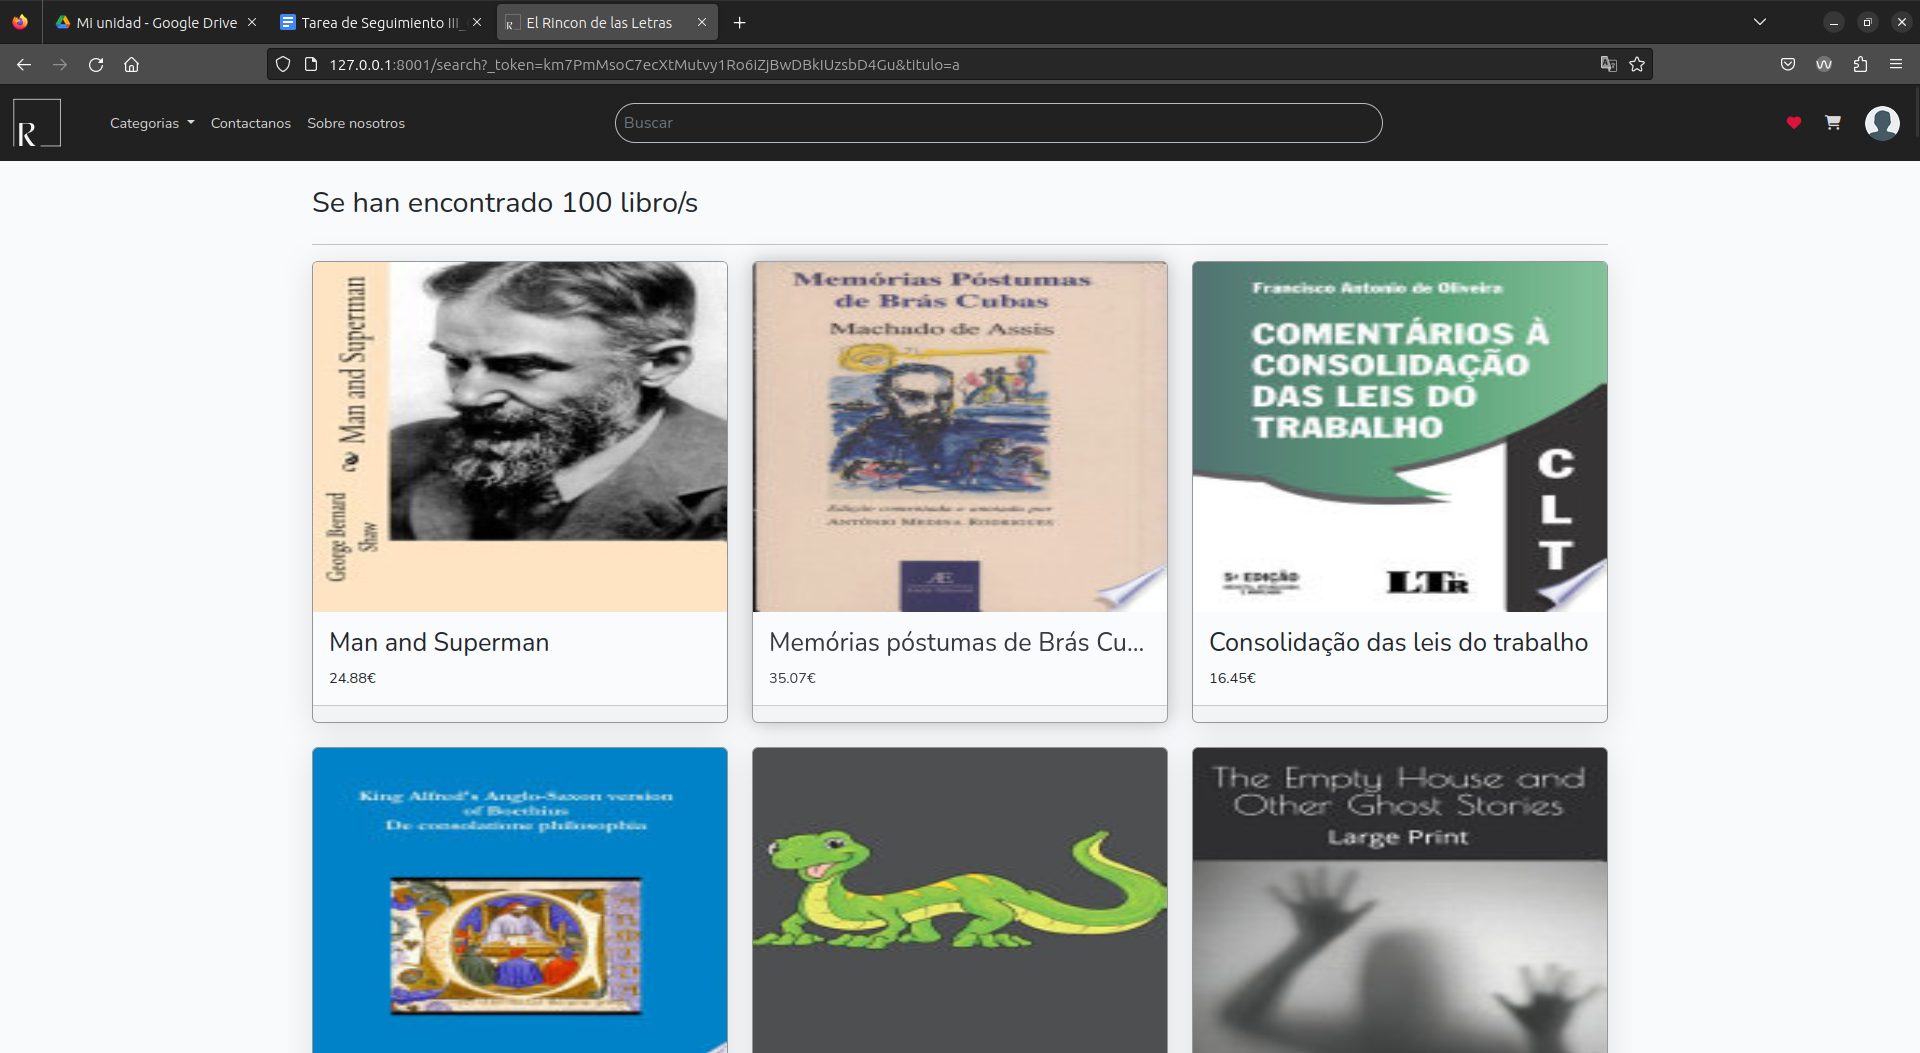 Mi unidad - Google Drive
Tarea de Seguimiento III_
El Rincon de las Letras
127.0.0.1:8001/search?_token=km7PmMsoC7ecXtMutvy1Ro6IZJBwDBkIUzsbD4Gu&titulo=a
R
Categorias
Contactanos
Sobre nosotros
Buscar
Se han encontrado 100 libro/s
Man and Superman
George Bernard
Shaw
Memórias Póstumas
de Brás Cubas
Machado de Assis
Edição comentada e anotada por
ANTÔNIO MEDINA RODRIGUES
Æ
Francisco Antonio de Oliveira
COMENTÁRIOS À
CONSOLIDAÇÃO
DAS LEIS DO
TRABALHO
C
L
T
5ª EDIÇÃO
LTr
Man and Superman
24.88€
Memórias póstumas de Brás Cu...
35.07€
Consolidação das leis do trabalho
16.45€
King Alfred's Anglo-Saxon version
of Boethius
De consolatione philosophia
The Empty House and
Other Ghost Stories
Large Print